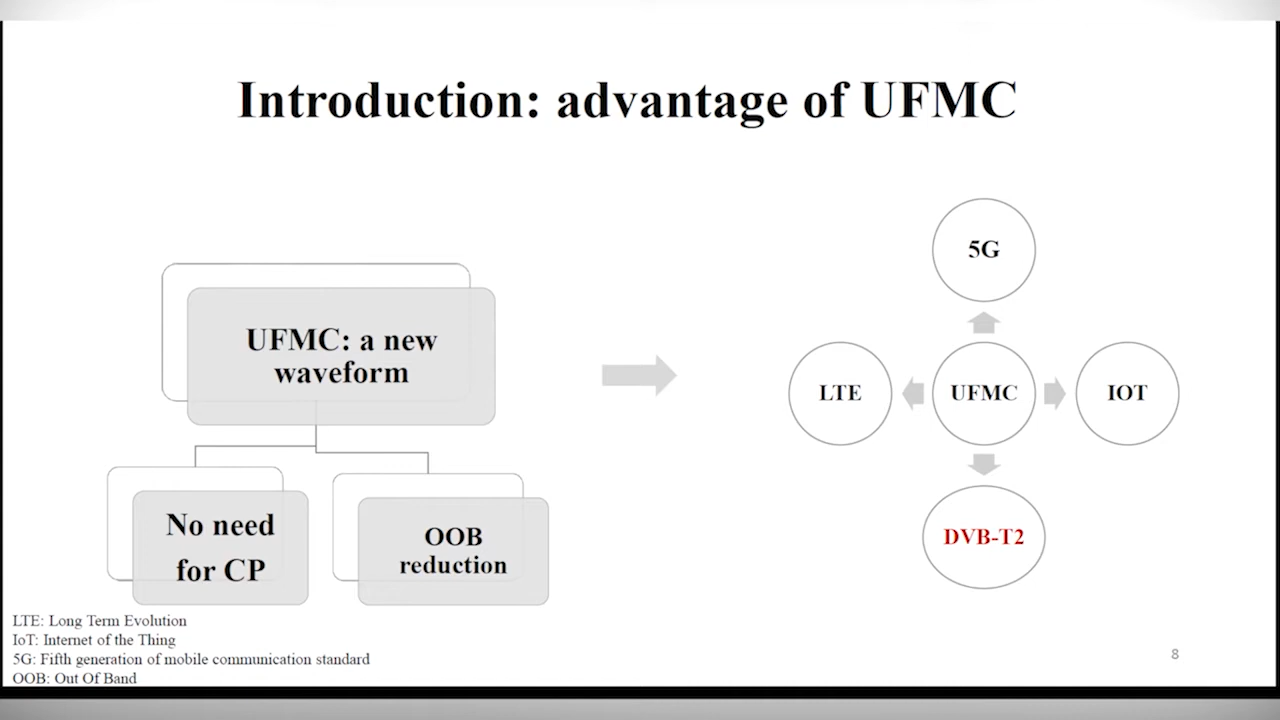 Introduction: advantage of UFMC
UFMC: a new
waveform
No need
for CP
OOB
reduction
5G
LTE
UFMC
IOT
DVB-T2
LTE: Long Term Evolution
IoT: Internet of the Thing
5G: Fifth generation of mobile communication standard
OOB: Out Of Band
8